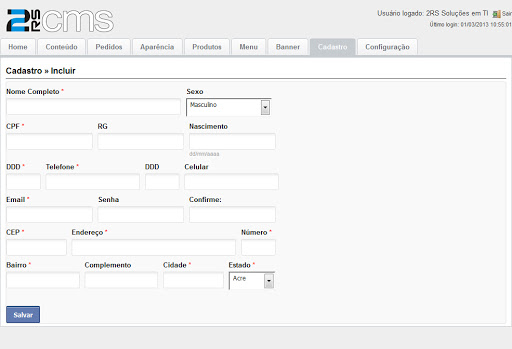 2RS cms
Usuário logado: 2RS Soluções em TI Sair
Último login: 01/03/2013 10:55:01
Home Conteúdo Pedidos Aparência Produtos Menu Banner Cadastro Configuração
Cadastro » Incluir
Nome Completo * Sexo
Masculino
CPF * RG Nascimento
dd/mm/aaaa
DDD * Telefone * DDD Celular
Email * Senha Confirme:
CEP * Endereço * Número *
Bairro * Complemento Cidade * Estado *
Acre
Salvar